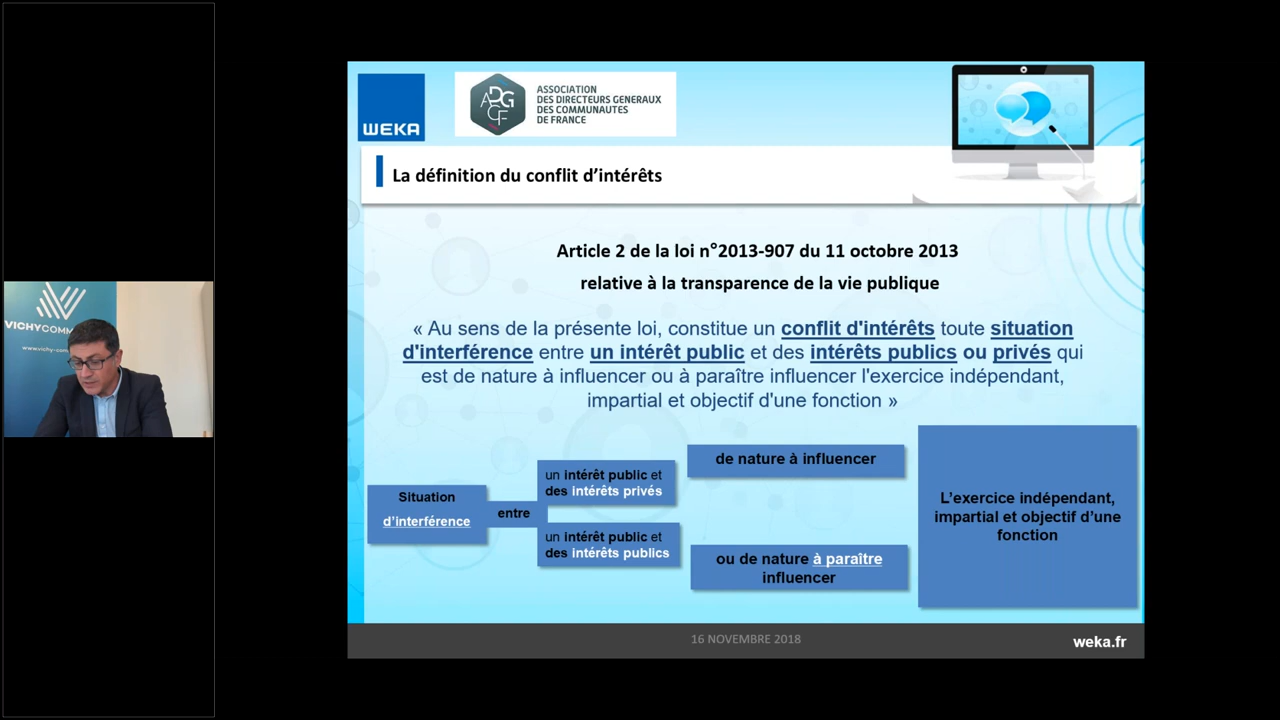 WEKA
ADGCF
ASSOCIATION
DES DIRECTEURS GENERAUX
DES COMMUNAUTES
DE FRANCE
La définition du conflit d'intérêts
Article 2 de la loi n°2013-907 du 11 octobre 2013
relative à la transparence de la vie publique
« Au sens de la présente loi, constitue un conflit d'intérêts toute situation
d'interférence entre un intérêt public et des intérêts publics ou privés qui
est de nature à influencer ou à paraître influencer l'exercice indépendant,
impartial et objectif d'une fonction »
Situation
d'interférence
entre
un intérêt public et
des intérêts privés
un intérêt public et
des intérêts publics
de nature à influencer
ou de nature à paraître
influencer
L'exercice indépendant,
impartial et objectif d'une
fonction
16 NOVEMBRE 2018
weka.fr
VICHYCOMM